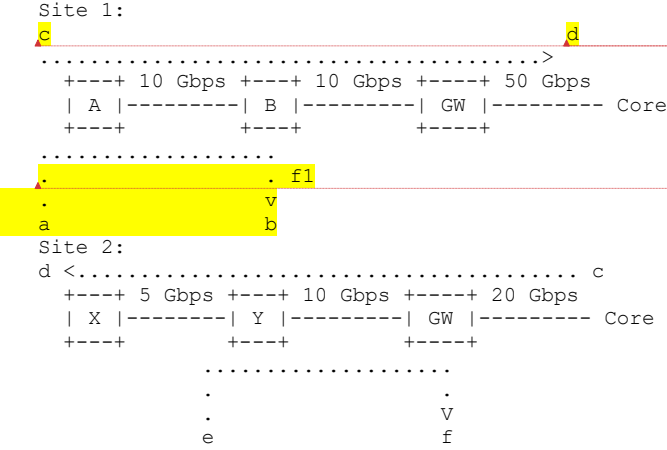 Site 1:
c d
.......................................>
+---+ 10 Gbps +---+ 10 Gbps +----+ 50 Gbps
| A |---------| B |---------| GW |--------- Core
+---+         +---+         +----+
...................
.                  . f1
.                  v
a                  b
Site 2:
d <....................................... c
+---+ 5 Gbps +---+ 10 Gbps +----+ 20 Gbps
| X |--------| Y |---------| GW |--------- Core
+---+        +---+         +----+
....................
.                  .
.                  V
e                  f